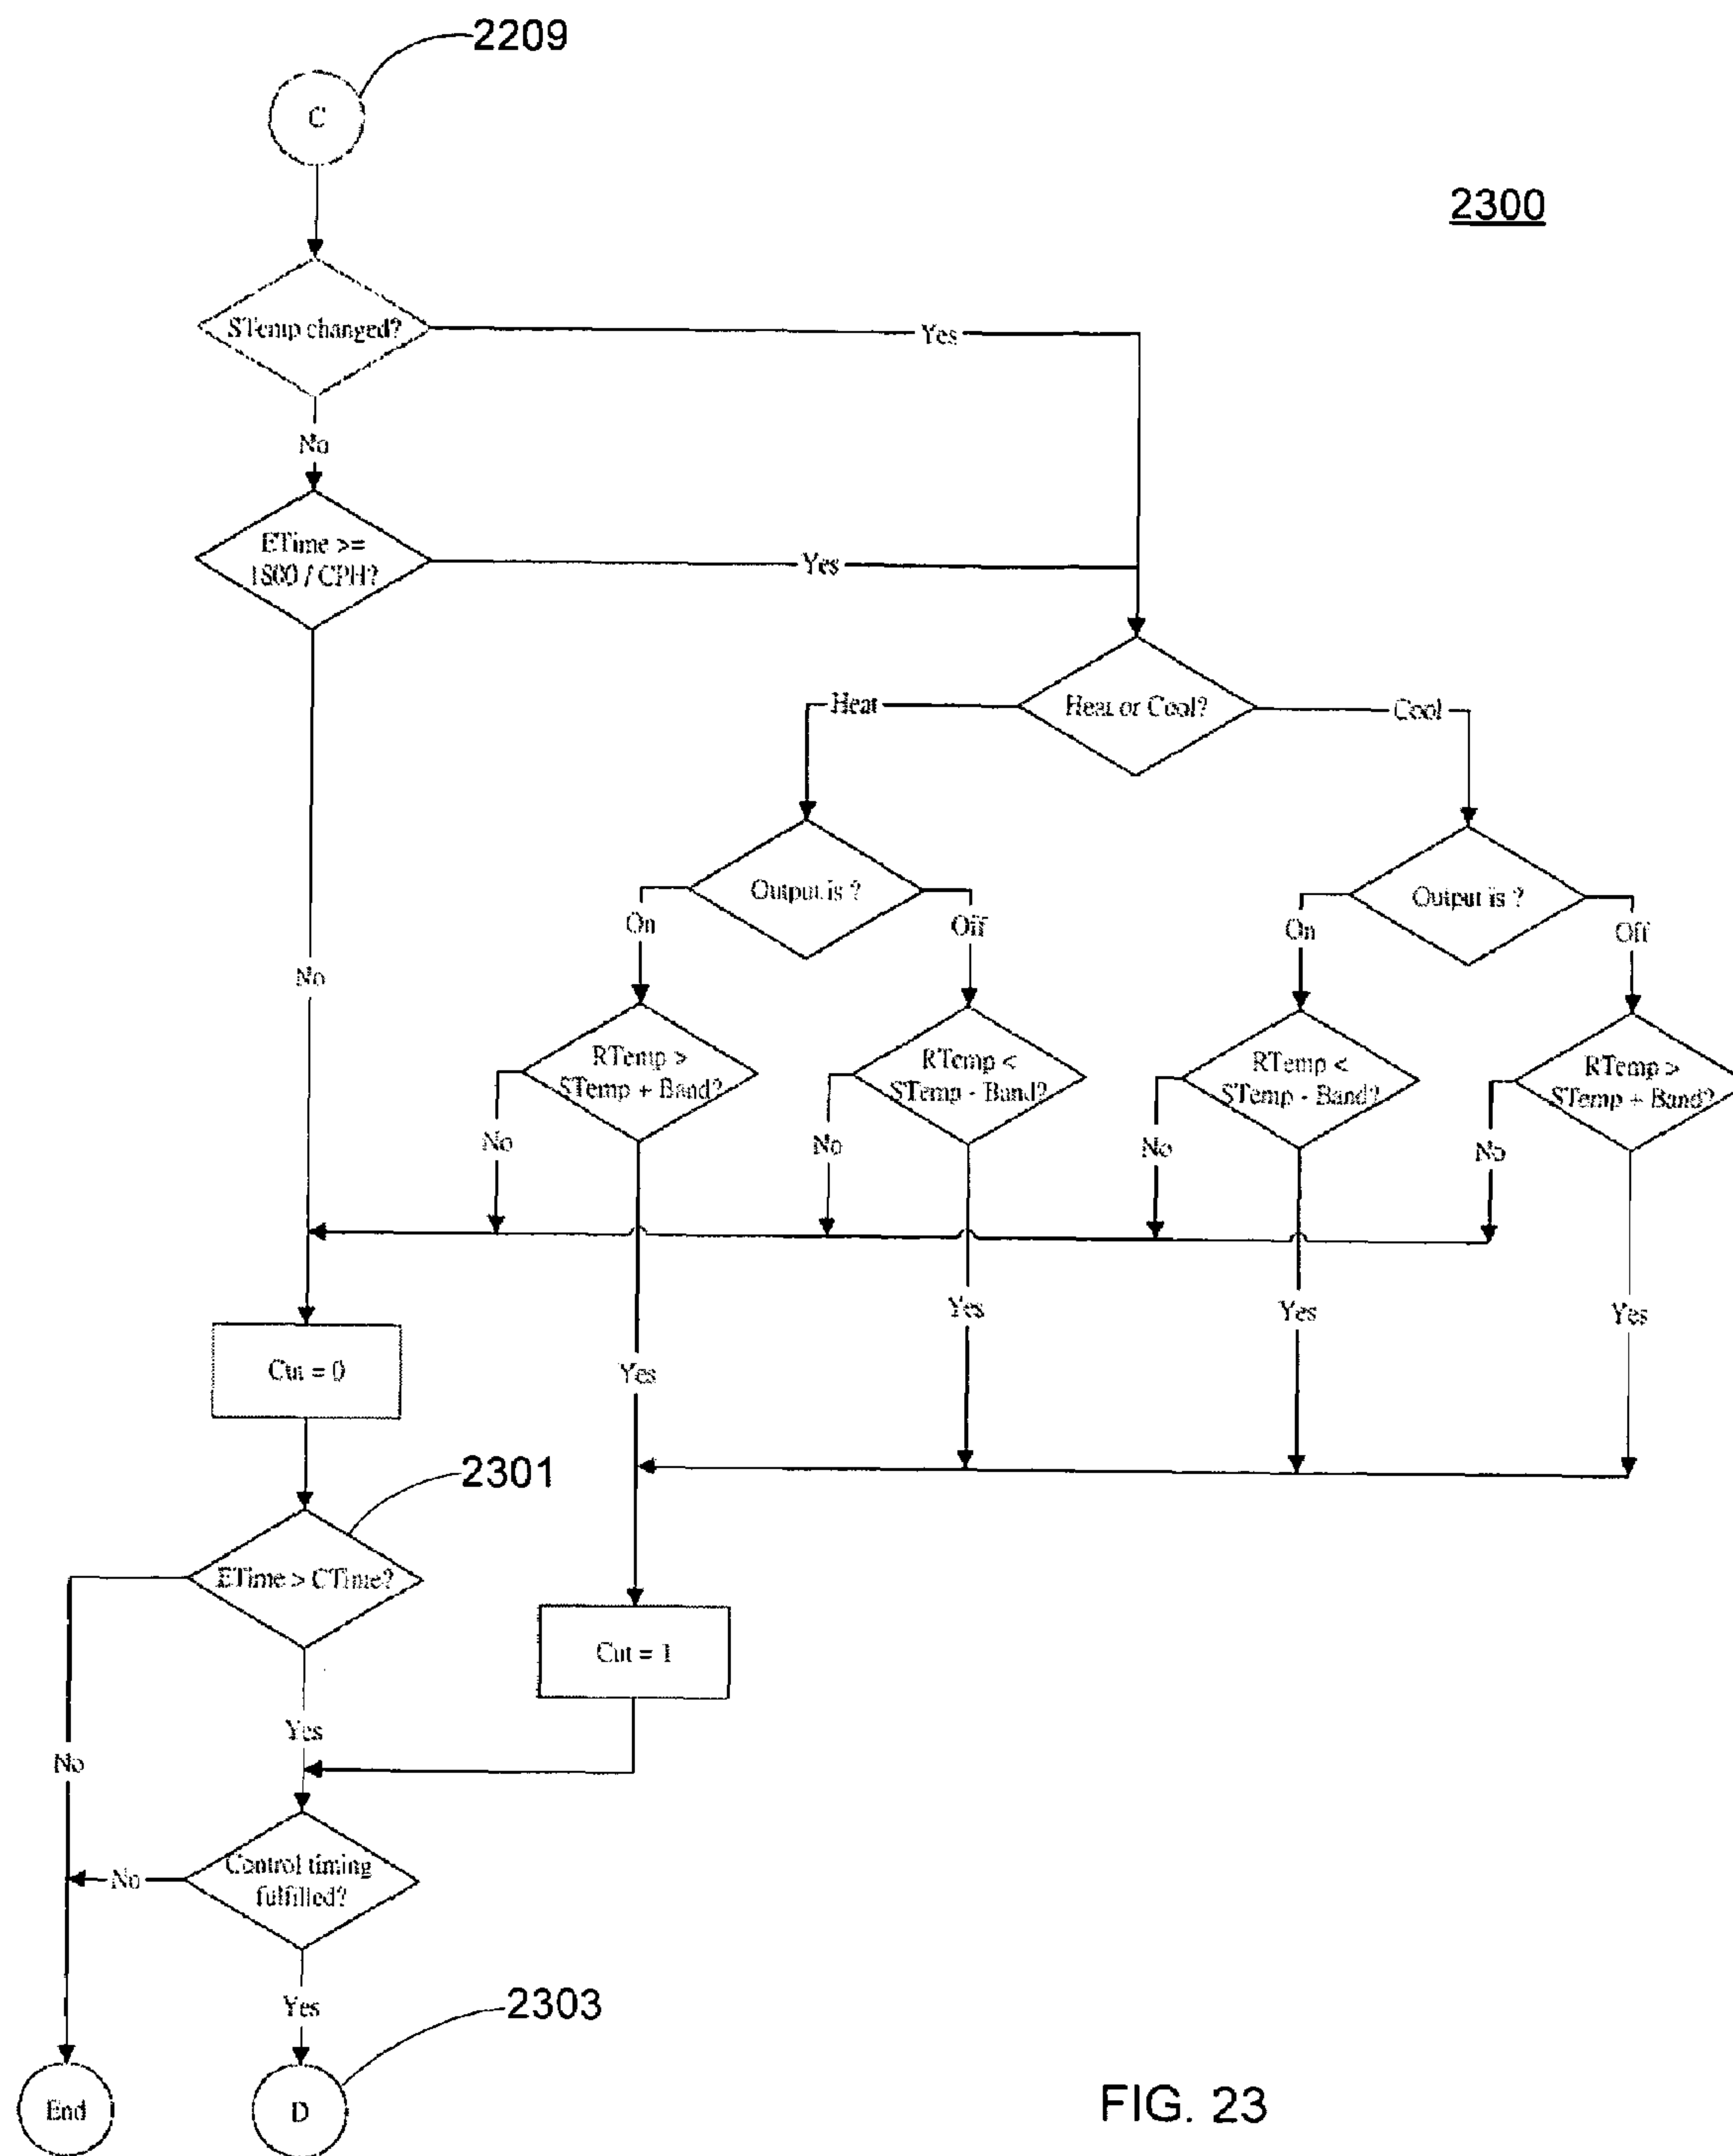 2209
C
2300
STemp changed?
Yes
No
ETime >=
1800 / CPH?
Yes
Heat or Cool?
Heat
Cool
Output is ?
Output is ?
On
Off
On
Off
No
RTemp >
STemp + Band?
RTemp <
STemp - Band?
RTemp <
STemp - Band?
RTemp >
STemp + Band?
No
No
No
No
Yes
Yes
Yes
Yes
Cut = 0
2301
ETime > CTime?
Cut = 1
Yes
No
Control timing
fulfilled?
No
Yes
2303
End
D
FIG. 23